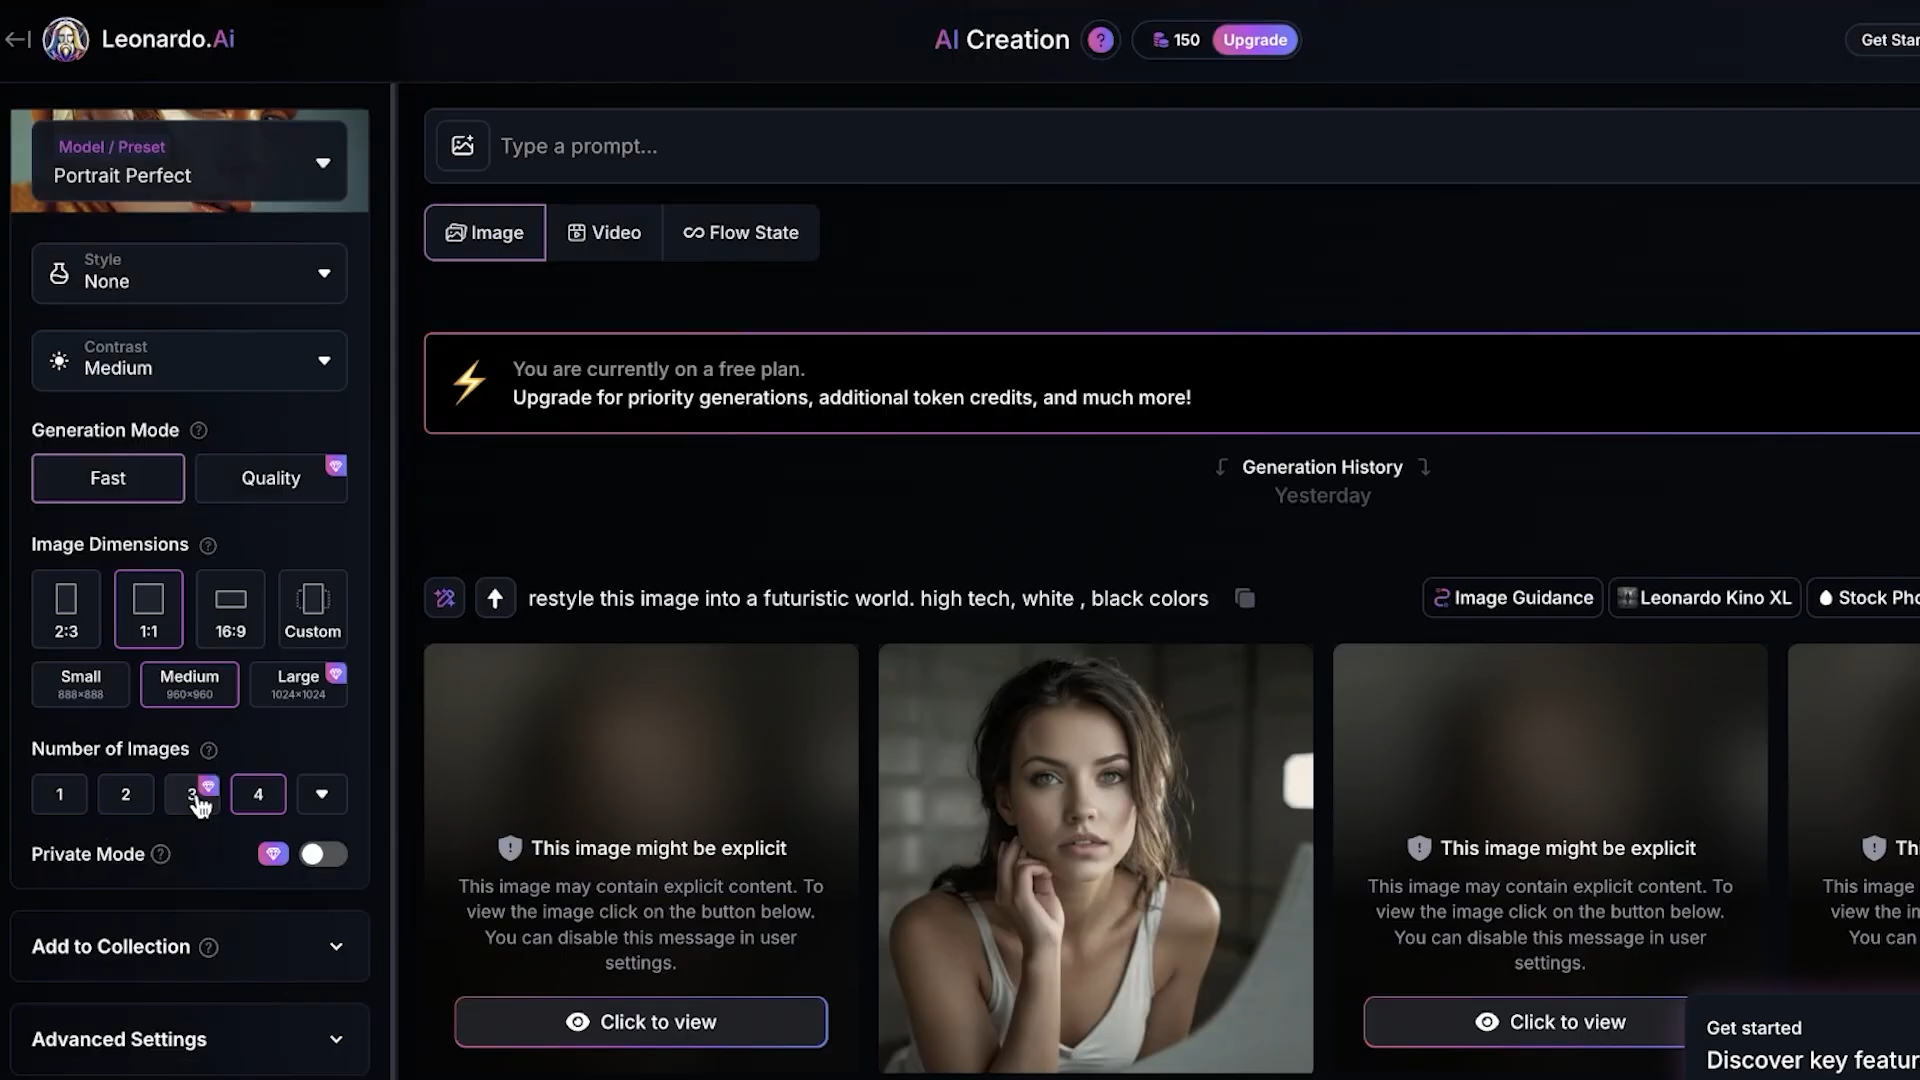 Leonardo.Ai
AI Creation
?
150
Upgrade
Get Star
Model / Preset
Portrait Perfect
Style
None
Contrast
Medium
Generation Mode ?
Fast
Quality
Image Dimensions ?
2:3
1:1
16:9
Custom
Small
888×888
Medium
960×960
Large
1024×1024
Number of Images ?
1
2
3
4
Private Mode ?
Add to Collection ?
Advanced Settings
Type a prompt...
Image
Video
Flow State
You are currently on a free plan.
Upgrade for priority generations, additional token credits, and much more!
Generation History
Yesterday
restyle this image into a futuristic world. high tech, white , black colors
Image Guidance
Leonardo Kino XL
Stock Pho
This image might be explicit
This image may contain explicit content. To
view the image click on the button below.
You can disable this message in user
settings.
Click to view
This image might be explicit
This image may contain explicit content. To
view the image click on the button below.
You can disable this message in user
settings.
Click to view
Th
This image
view the im
You can
Get started
Discover key featur